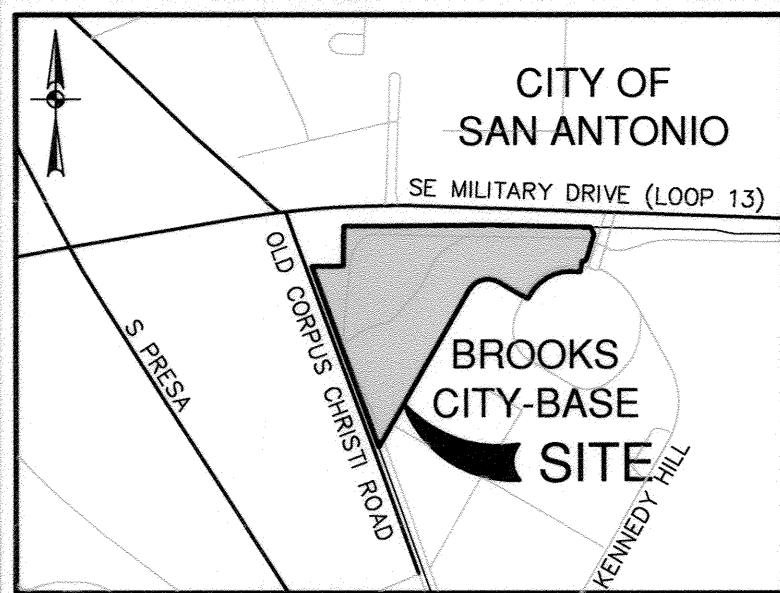 CITY OF
SAN ANTONIO
SE MILITARY DRIVE (LOOP 13)
OLD CORPUS CHRISTI ROAD
S PRESA
BROOKS
CITY-BASE
SITE
KENNEDY HILL